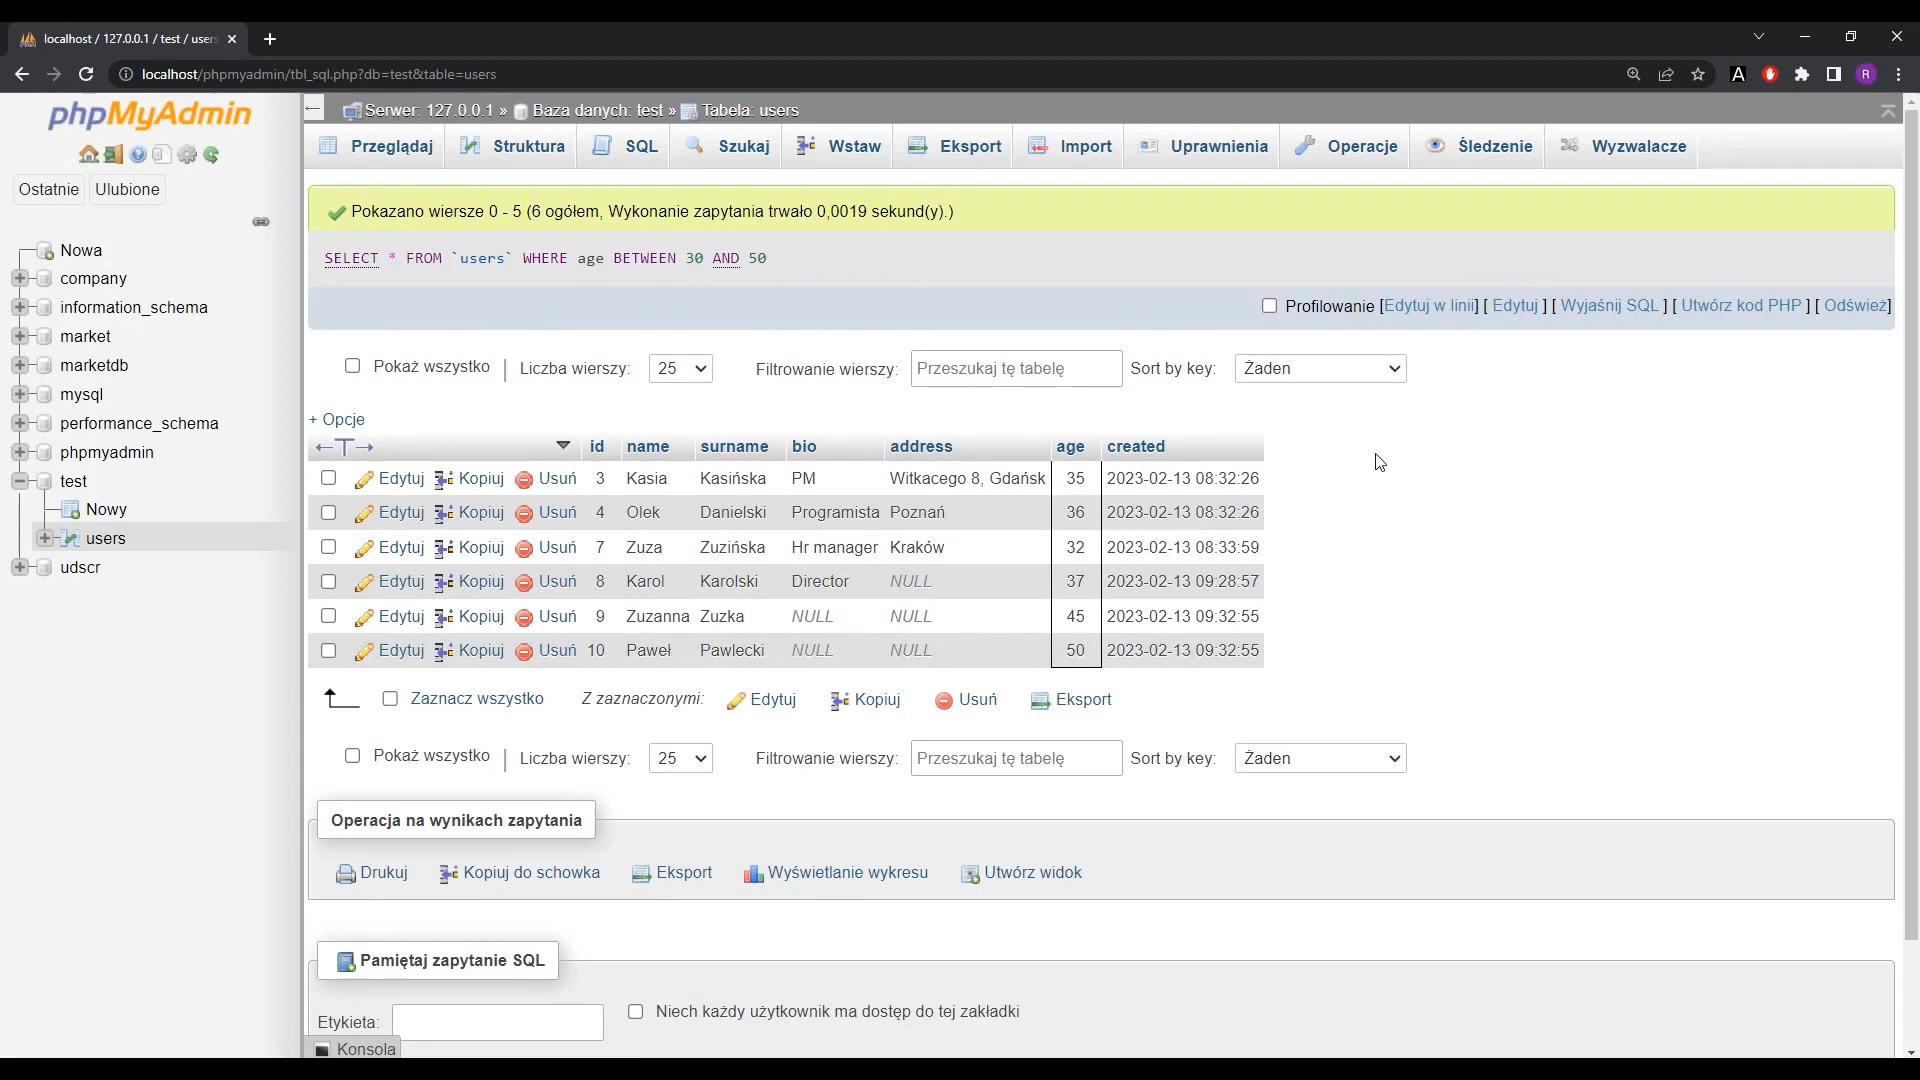 localhost / 127.0.0.1 / test / users
localhost/phpmyadmin/tbl_sql.php?db=test&table=users
A
R
phpMyAdmin
Ostatnie
Ulubione
Nowa
company
information_schema
market
marketdb
mysql
performance_schema
phpmyadmin
test
Nowy
users
udscr
Serwer: 127.0.0.1 » Baza danych: test » Tabela: users
Przeglądaj Struktura SQL Szukaj Wstaw Eksport Import Uprawnienia Operacje Śledzenie Wyzwalacze
Pokazano wiersze 0 - 5 (6 ogółem, Wykonanie zapytania trwało 0,0019 sekund(y).)
SELECT * FROM `users` WHERE age BETWEEN 30 AND 50
Profilowanie [Edytuj w linii] [ Edytuj ] [ Wyjaśnij SQL ] [ Utwórz kod PHP ] [ Odśwież]
Pokaż wszystko | Liczba wierszy: 25 Filtrowanie wierszy: Przeszukaj tę tabelę Sort by key: Żaden
+ Opcje
←T→ id name surname bio address age created
Edytuj Kopiuj Usuń 3 Kasia Kasińska PM Witkacego 8, Gdańsk 35 2023-02-13 08:32:26
Edytuj Kopiuj Usuń 4 Olek Danielski Programista Poznań 36 2023-02-13 08:32:26
Edytuj Kopiuj Usuń 7 Zuza Zuzińska Hr manager Kraków 32 2023-02-13 08:33:59
Edytuj Kopiuj Usuń 8 Karol Karolski Director NULL 37 2023-02-13 09:28:57
Edytuj Kopiuj Usuń 9 Zuzanna Zuzka NULL NULL 45 2023-02-13 09:32:55
Edytuj Kopiuj Usuń 10 Paweł Pawlecki NULL NULL 50 2023-02-13 09:32:55
Zaznacz wszystko Z zaznaczonymi: Edytuj Kopiuj Usuń Eksport
Pokaż wszystko | Liczba wierszy: 25 Filtrowanie wierszy: Przeszukaj tę tabelę Sort by key: Żaden
Operacja na wynikach zapytania
Drukuj Kopiuj do schowka Eksport Wyświetlanie wykresu Utwórz widok
Pamiętaj zapytanie SQL
Etykieta: Niech każdy użytkownik ma dostęp do tej zakładki
Konsola